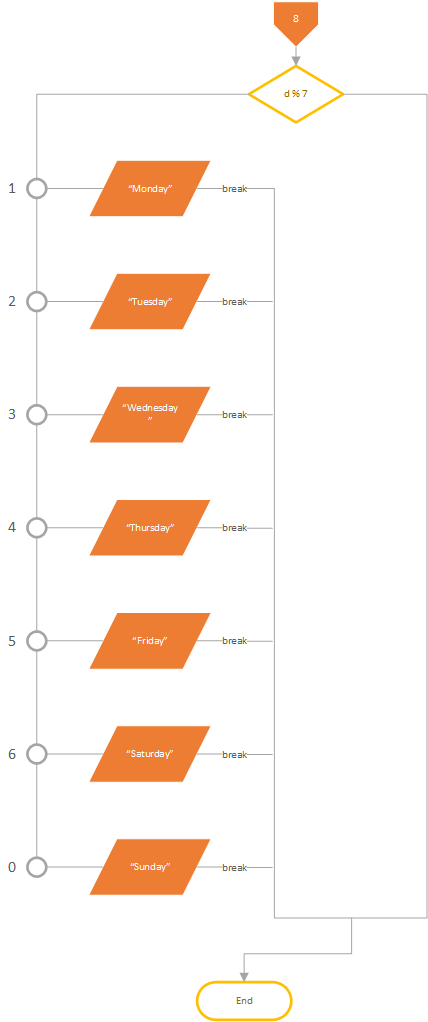 8
d % 7
1 "Monday" break
2 "Tuesday" break
3 "Wednesday
" break
4 "Thursday" break
5 "Friday" break
6 "Saturday" break
0 "Sunday" break
End